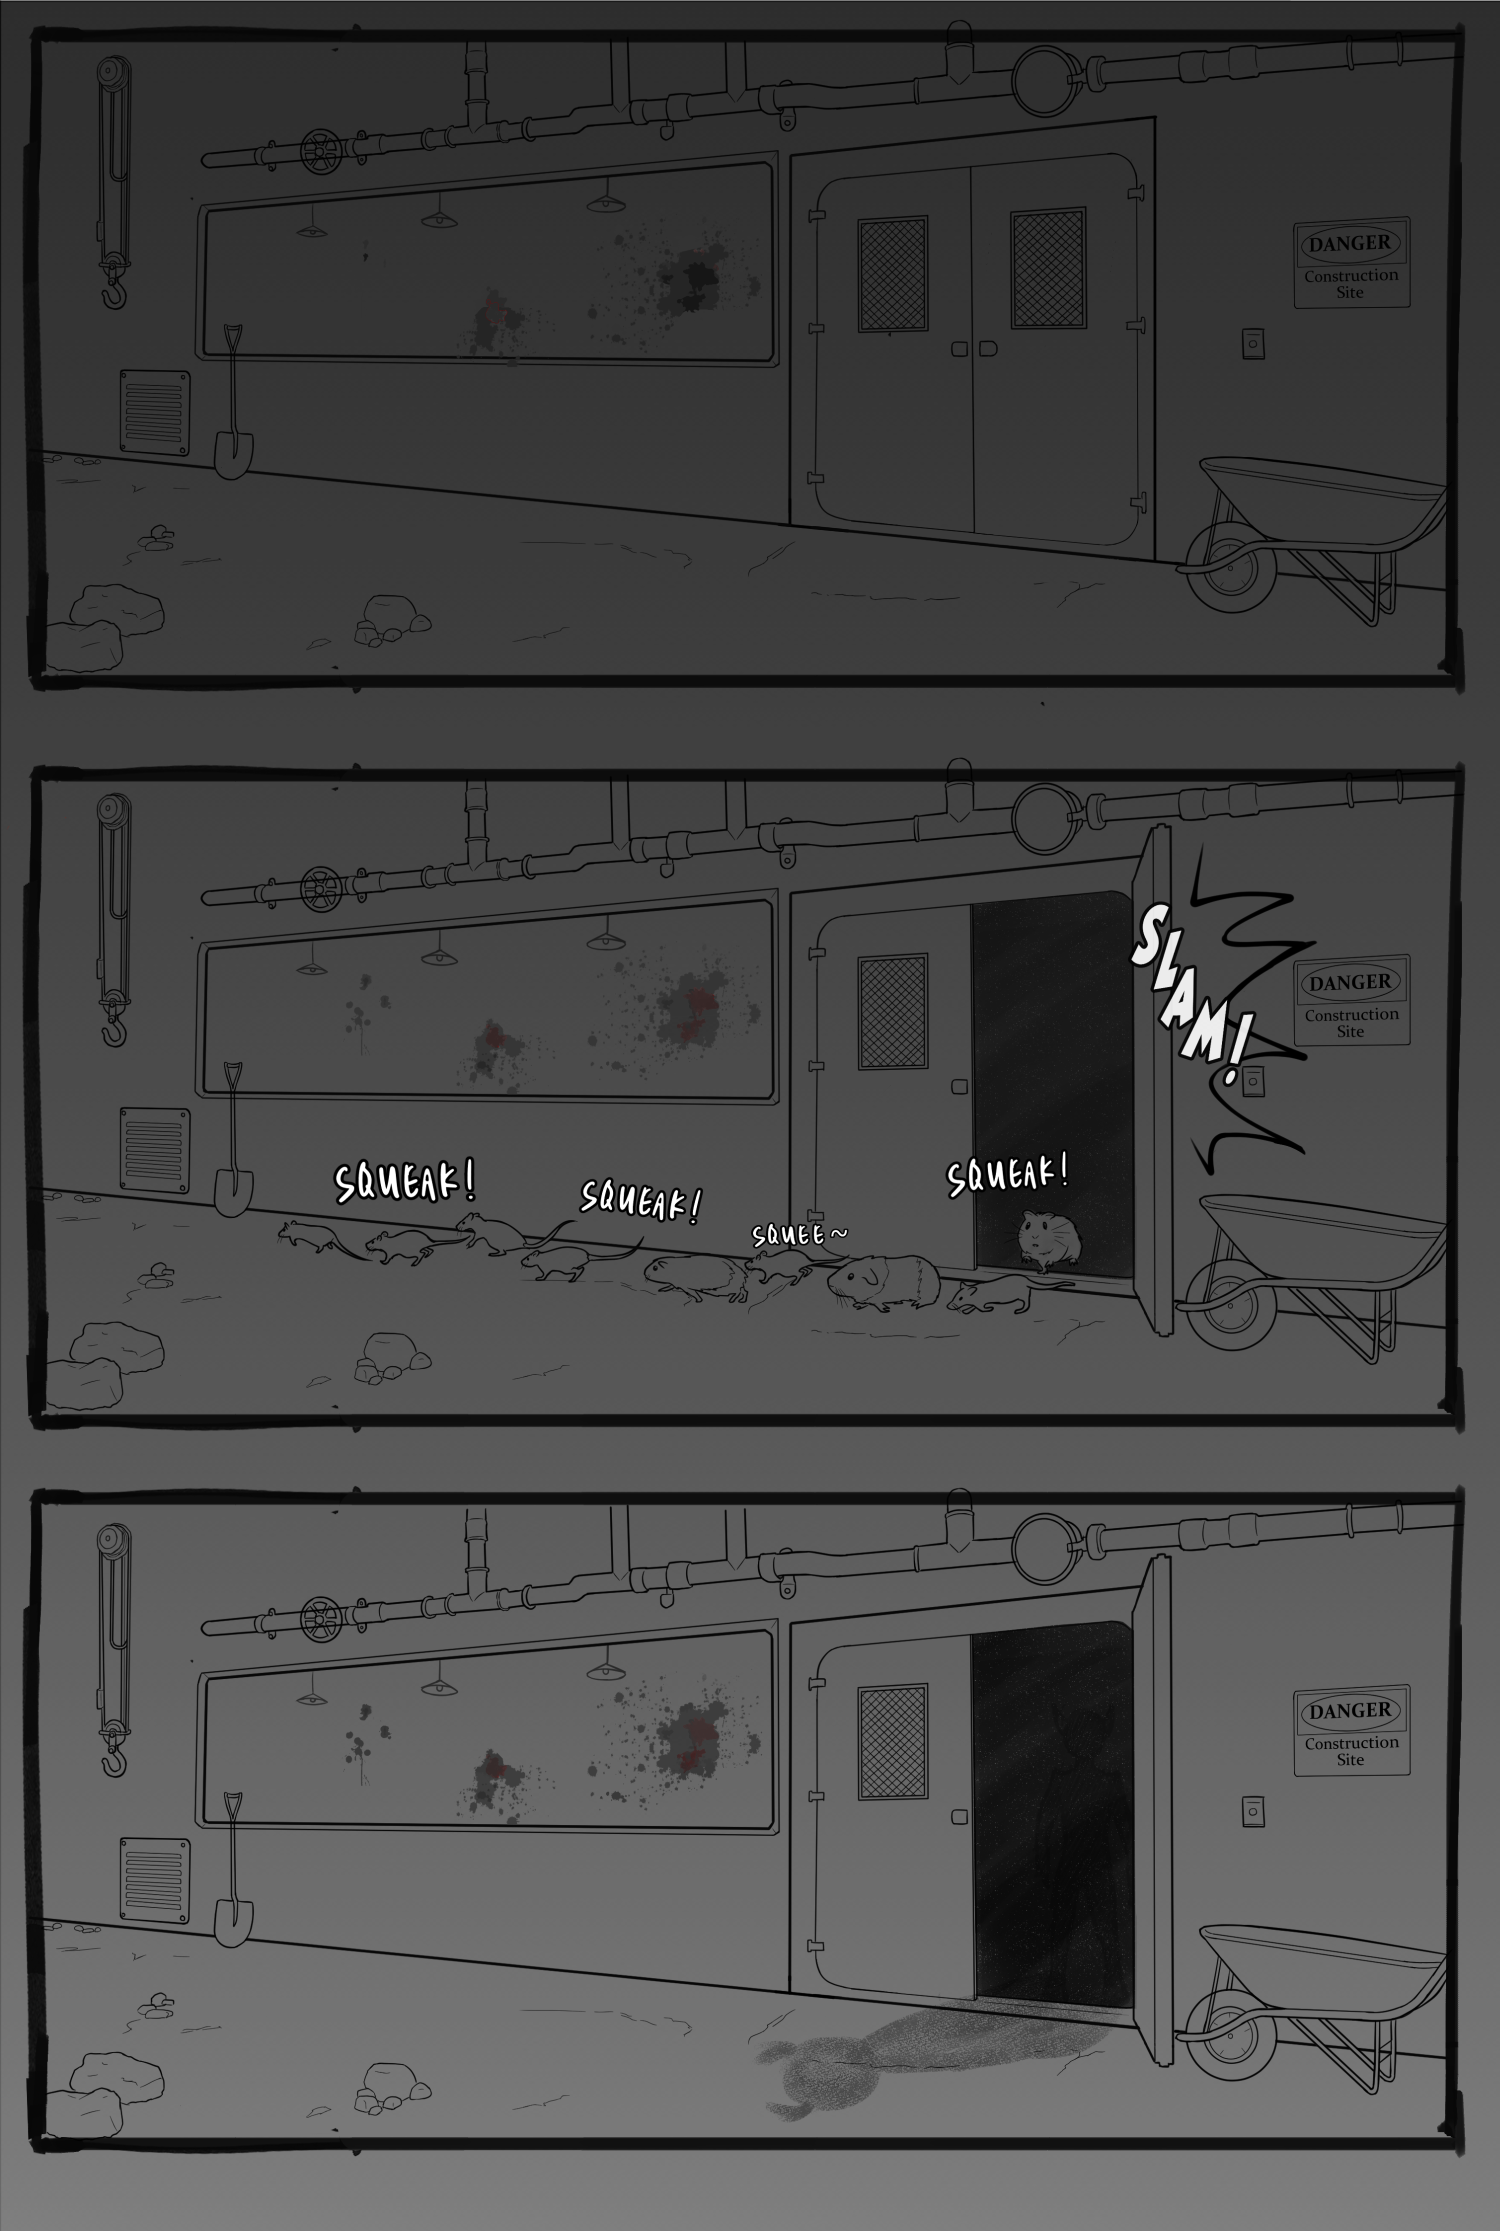 DANGER
Construction
Site
SLAM!
DANGER
Construction
Site
SQUEAK!
SQUEAK!
SQUEAK!
SQUEE~
DANGER
Construction
Site